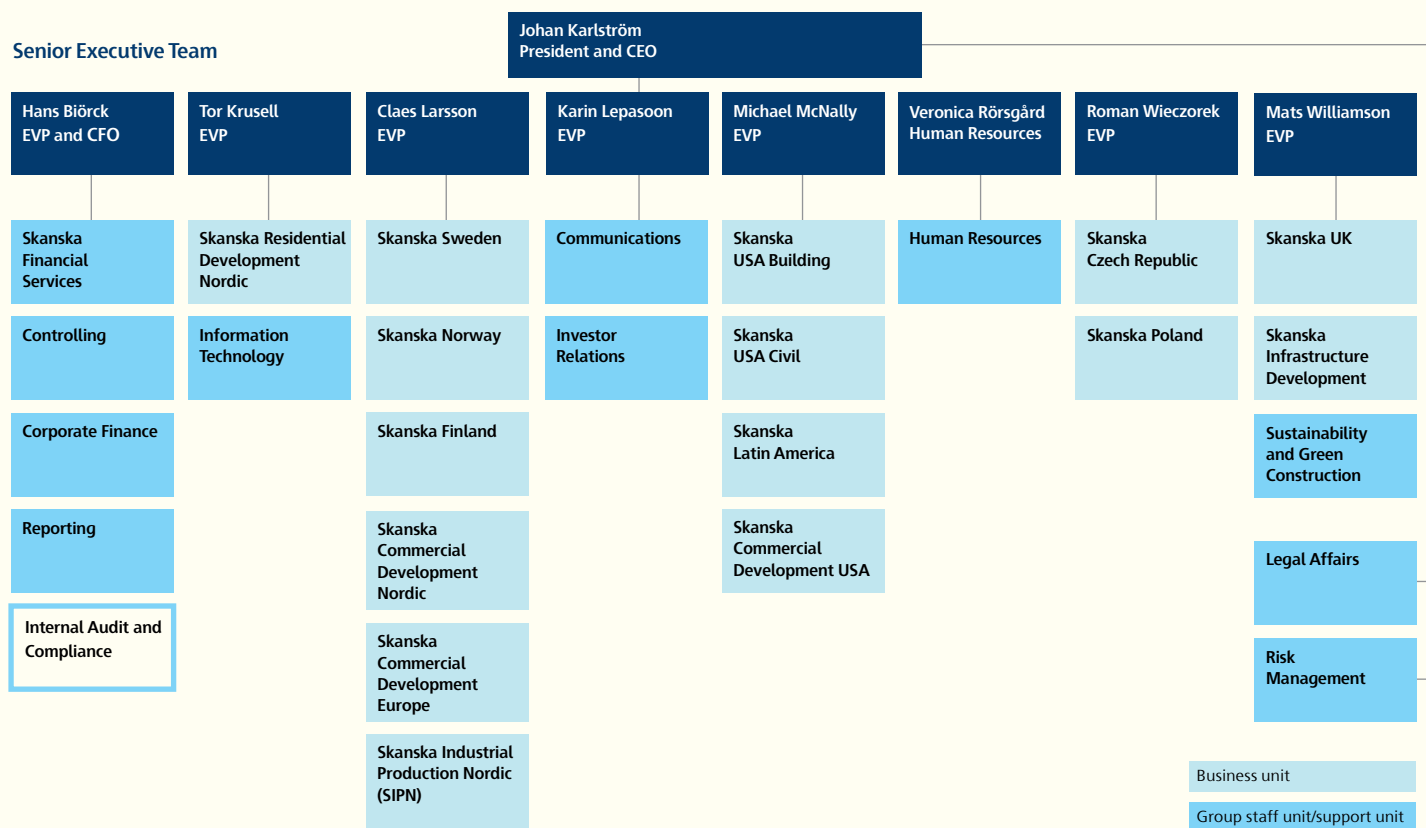 Senior Executive Team
Johan Karlström
President and CEO
Hans Biörck
EVP and CFO
Tor Krusell
EVP
Claes Larsson
EVP
Karin Lepasoon
EVP
Michael McNally
EVP
Veronica Rörsgård
Human Resources
Roman Wieczorek
EVP
Mats Williamson
EVP
Skanska
Financial
Services
Controlling
Corporate Finance
Reporting
Internal Audit and
Compliance
Skanska Residential
Development
Nordic
Information
Technology
Skanska Sweden
Skanska Norway
Skanska Finland
Skanska
Commercial
Development
Nordic
Skanska
Commercial
Development
Europe
Skanska Industrial
Production Nordic
(SIPN)
Communications
Investor
Relations
Skanska
USA Building
Skanska
USA Civil
Skanska
Latin America
Skanska
Commercial
Development USA
Human Resources
Skanska
Czech Republic
Skanska Poland
Skanska UK
Skanska
Infrastructure
Development
Sustainability
and Green
Construction
Legal Affairs
Risk
Management
Business unit
Group staff unit/support unit